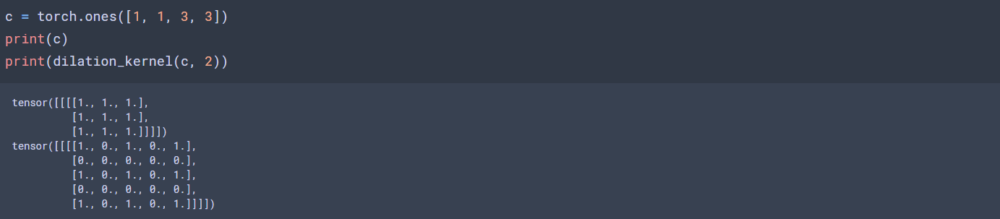 c = torch.ones([1, 1, 3, 3])
print(c)
print(dilation_kernel(c, 2))
tensor([[[[1., 1., 1.],
[1., 1., 1.],
[1., 1., 1.]]]])
tensor([[[[1., 0., 1., 0., 1.],
[0., 0., 0., 0., 0.],
[1., 0., 1., 0., 1.],
[0., 0., 0., 0., 0.],
[1., 0., 1., 0., 1.]]]])